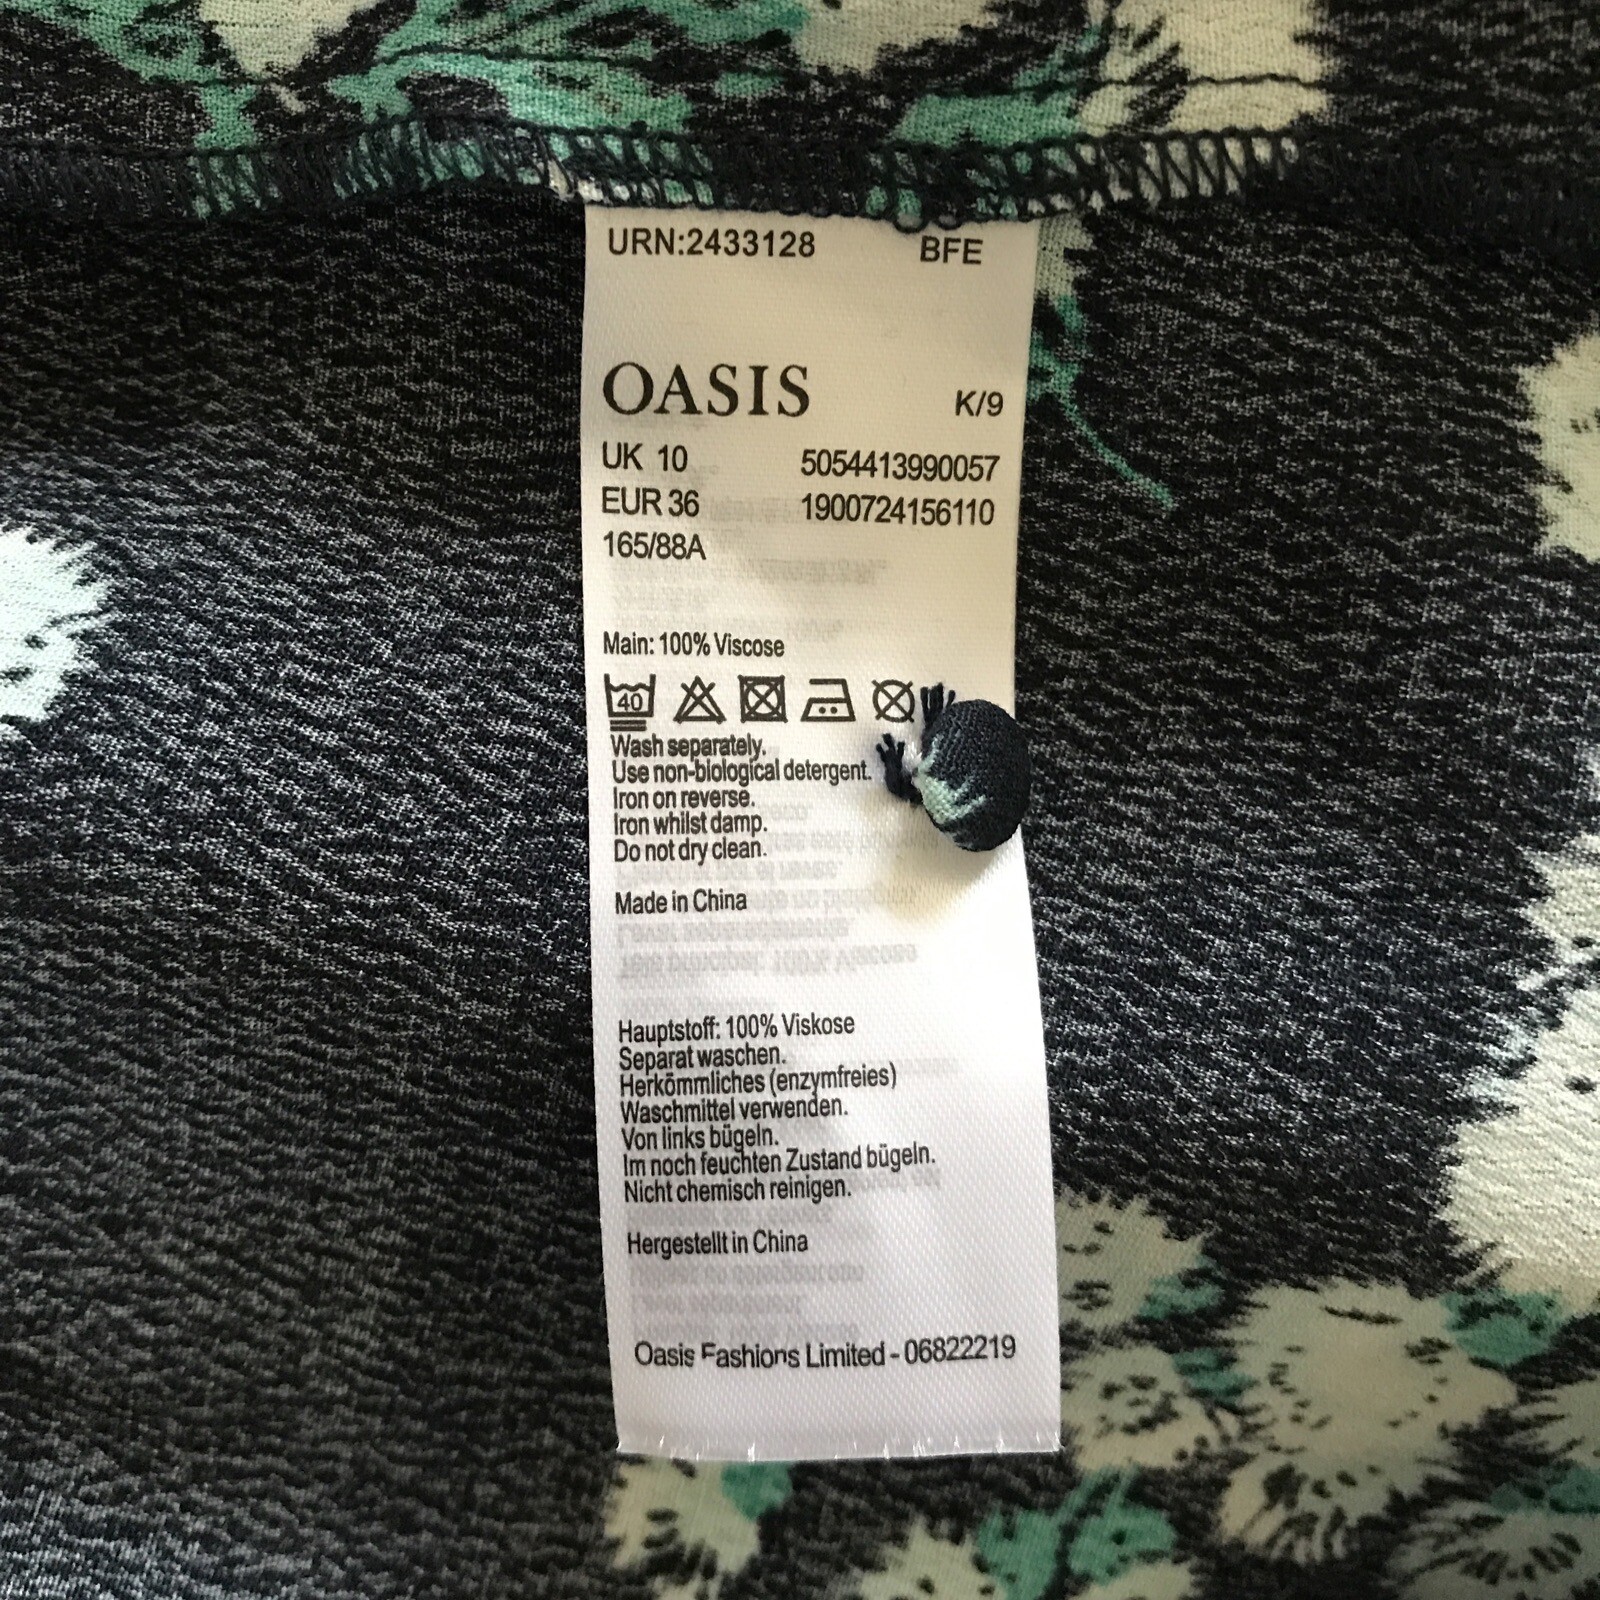 URN:2433128 BFE
OASIS K/9
UK 10 5054413990057
EUR 36 1900724156110
165/88A
Main: 100% Viscose
40
Wash separately.
Use non-biological detergent.
Iron on reverse.
Iron whilst damp.
Do not dry clean.
Made in China
Hauptstoff: 100% Viskose
Separat waschen.
Herkömmliches (enzymfreies)
Waschmittel verwenden.
Von links bügeln.
Im noch feuchten Zustand bügeln.
Nicht chemisch reinigen.
Hergestellt in China
Oasis Fashions Limited - 06822219